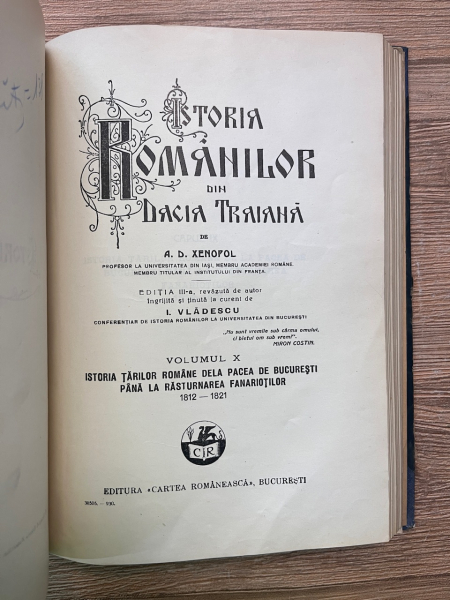 ISTORIA
ROMÂNILOR
DIN
DACIA TRAIANĂ
DE
A. D. XENOPOL
PROFESOR LA UNIVERSITATEA DIN IAȘI, MEMBRU ACADEMIEI ROMÂNE
MEMBRU TITULAR AL INSTITUTULUI DIN FRANȚA.
EDIȚIA III-a, revăzută de autor
îngrijită și ținută la curent de
I. VLĂDESCU
CONFERENȚIAR DE ISTORIA ROMÂNILOR LA UNIVERSITATEA DIN BUCUREȘTI
„Nu sunt vremile sub cârma omului,
ci bietul om sub vremi”.
MIRON COSTIN.
VOLUMUL X
ISTORIA ȚĂRILOR ROMÂNE DELA PACEA DE BUCUREȘTI
PÂNĂ LA RĂSTURNAREA FANARIOȚILOR
1812 — 1821
CR
EDITURA «CARTEA ROMÂNEASCĂ», BUCUREȘTI